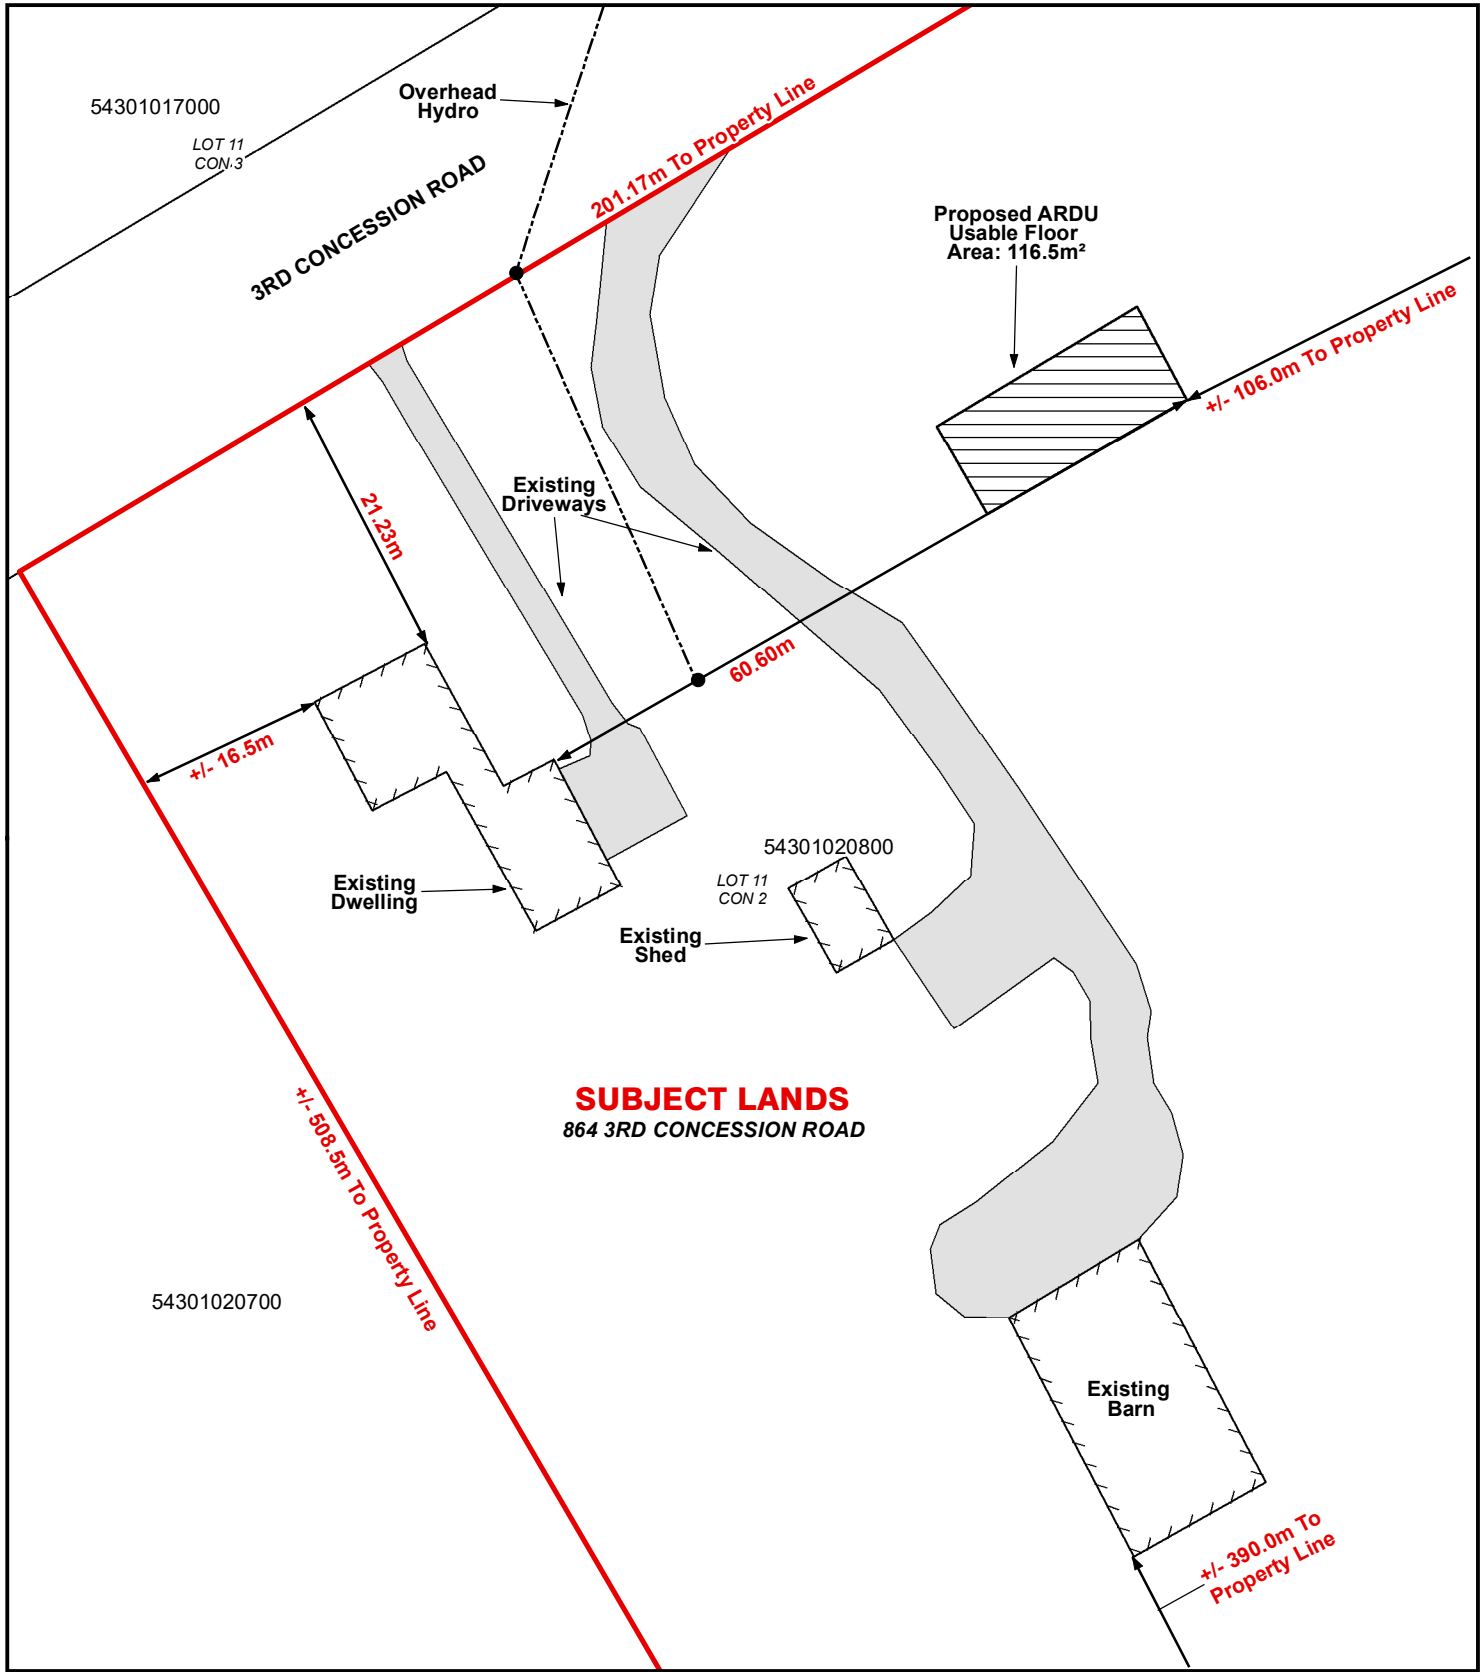 54301017000
LOT 11
CON 3
Overhead
Hydro
3RD CONCESSION ROAD
201.17m To Property Line
Proposed ARDU
Usable Floor
Area: 116.5m²
+/- 106.0m To Property Line
21.23m
Existing
Driveways
60.60m
+/- 16.5m
54301020800
LOT 11
CON 2
Existing
Dwelling
Existing
Shed
SUBJECT LANDS
864 3RD CONCESSION ROAD
+/- 508.5m To Property Line
54301020700
Existing
Barn
+/- 390.0m To
Property Line